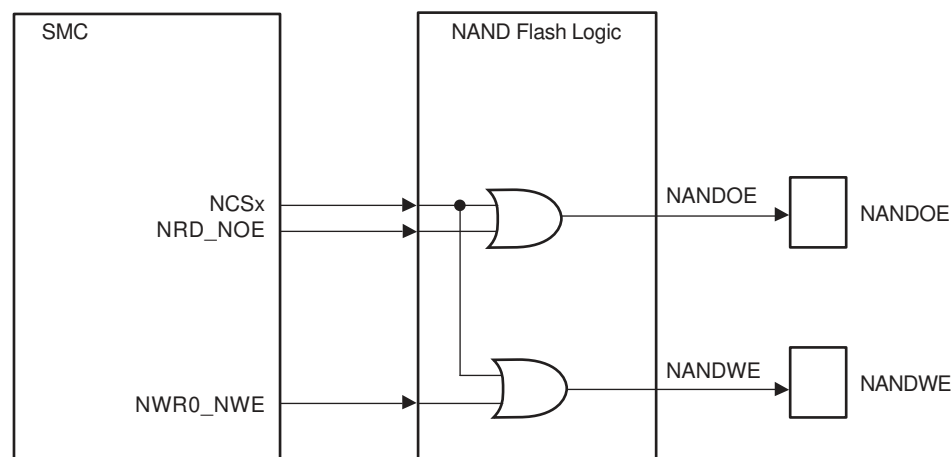 SMC
NAND Flash Logic
NCSx
NRD_NOE
NANDOE
NANDOE
NWR0_NWE
NANDWE
NANDWE